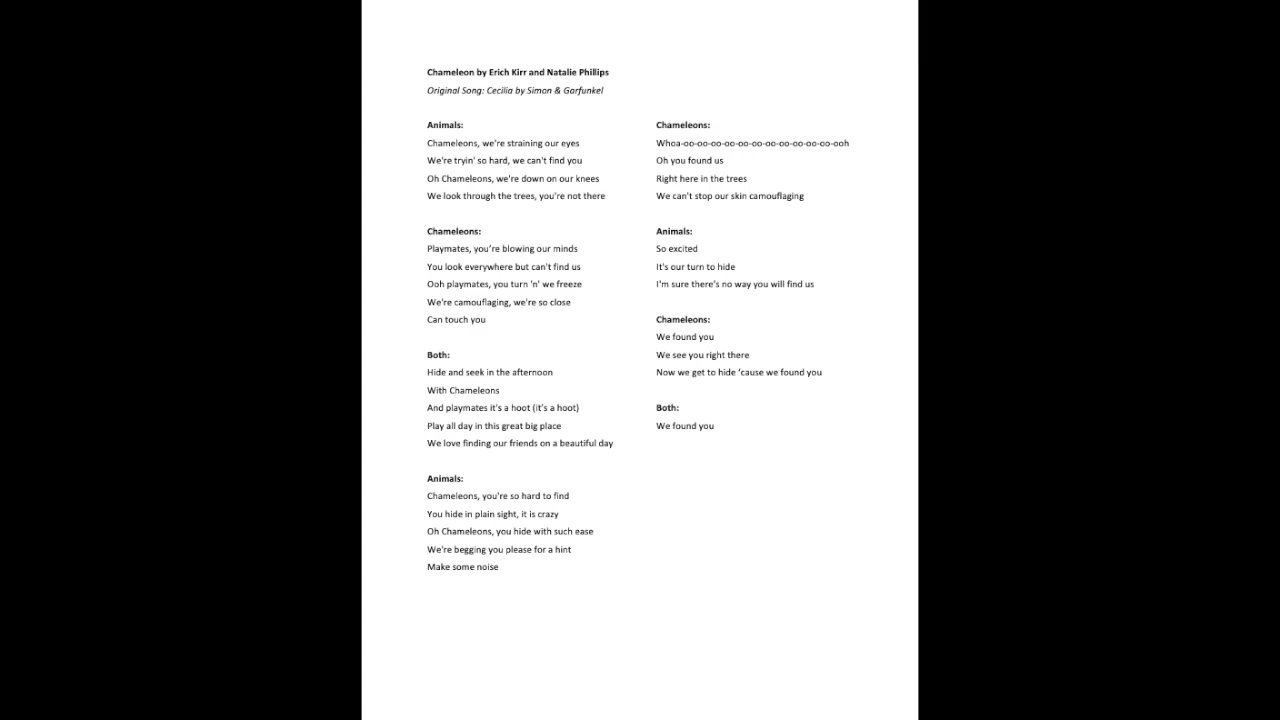 Chameleon by Erich Kirr and Natalie Phillips
Original Song: Cecilia by Simon & Garfunkel
Animals:
Chameleons, we're straining our eyes
We're tryin' so hard, we can't find you
Oh Chameleons, we're down on our knees
We look through the trees, you're not there
Chameleons:
Playmates, you're blowing our minds
You look everywhere but can't find us
Ooh playmates, you turn 'n' we freeze
We're camouflaging, we're so close
Can touch you
Both:
Hide and seek in the afternoon
With Chameleons
And playmates it's a hoot (it's a hoot)
Play all day in this great big place
We love finding our friends on a beautiful day
Animals:
Chameleons, you're so hard to find
You hide in plain sight, it is crazy
Oh Chameleons, you hide with such ease
We're begging you please for a hint
Make some noise
Chameleons:
Whoa-oo-oo-oo-oo-oo-oo-oo-oo-oo-oo-oo-ooh
Oh you found us
Right here in the trees
We can't stop our skin camouflaging
Animals:
So excited
It's our turn to hide
I'm sure there's no way you will find us
Chameleons:
We found you
We see you right there
Now we get to hide ‘cause we found you
Both:
We found you